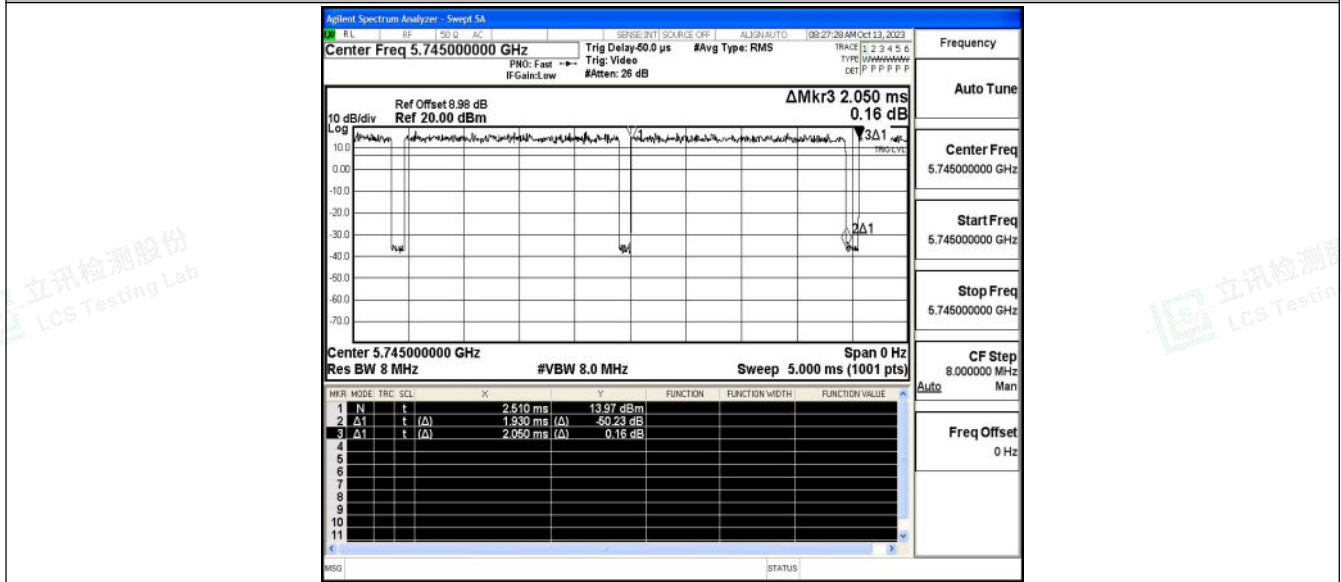 Agilent Spectrum Analyzer - Swept SA
RL RF 50 Ω AC SENSE:INT SOURCE OFF ALIGNAUTO 08:27:28 AM Oct 13, 2023
Center Freq 5.745000000 GHz
PNO: Fast
IFGain:Low
Trig Delay-50.0 µs
Trig: Video
#Atten: 26 dB
#Avg Type: RMS
TRACE 1 2 3 4 5 6
TYPE WWWWWW
DET P P P P P P
ΔMkr3 2.050 ms
0.16 dB
Ref Offset 8.98 dB
10 dB/div Ref 20.00 dBm
Log
10.0
0.00
-10.0
-20.0
-30.0
-40.0
-50.0
-60.0
-70.0
1
3Δ1
TRIG LVL
2Δ1
Center 5.745000000 GHz Span 0 Hz
Res BW 8 MHz #VBW 8.0 MHz Sweep 5.000 ms (1001 pts)
MKR MODE TRC SCL X Y FUNCTION FUNCTION WIDTH FUNCTION VALUE
1 N t 2.510 ms 13.97 dBm
2 Δ1 t (Δ) 1.930 ms (Δ) -50.23 dB
3 Δ1 t (Δ) 2.050 ms (Δ) 0.16 dB
4
5
6
7
8
9
10
11
MSG STATUS
Frequency
Auto Tune
Center Freq
5.745000000 GHz
Start Freq
5.745000000 GHz
Stop Freq
5.745000000 GHz
CF Step
8.000000 MHz
Auto Man
Freq Offset
0 Hz
立讯检测股份
LCS Testing Lab
立讯检测
LCS Testin